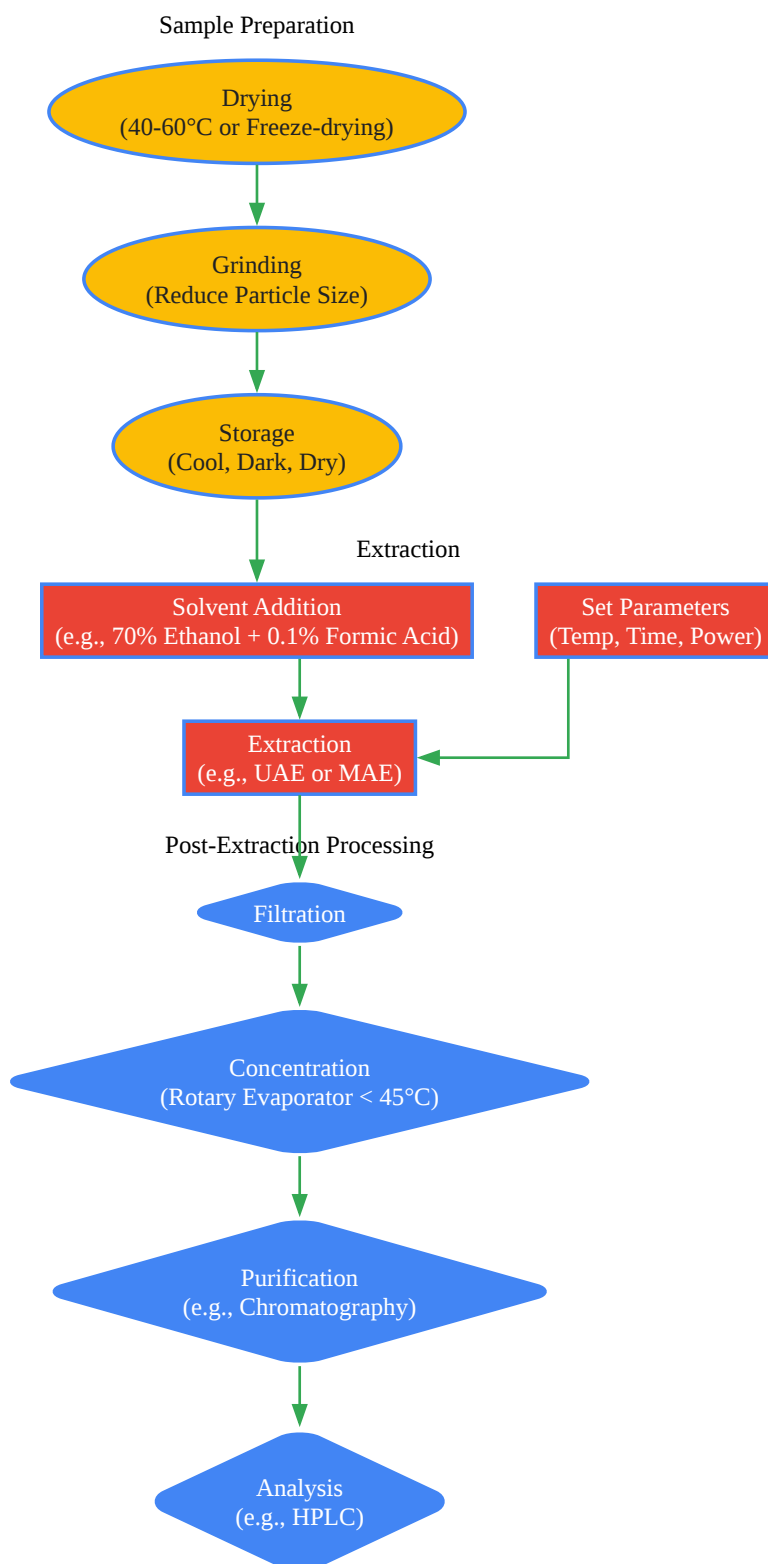 Sample Preparation
Drying
(40-60°C or Freeze-drying)
Grinding
(Reduce Particle Size)
Storage
(Cool, Dark, Dry)
Extraction
Solvent Addition
(e.g., 70% Ethanol + 0.1% Formic Acid)
Set Parameters
(Temp, Time, Power)
Extraction
(e.g., UAE or MAE)
Post-Extraction Processing
Filtration
Concentration
(Rotary Evaporator < 45°C)
Purification
(e.g., Chromatography)
Analysis
(e.g., HPLC)